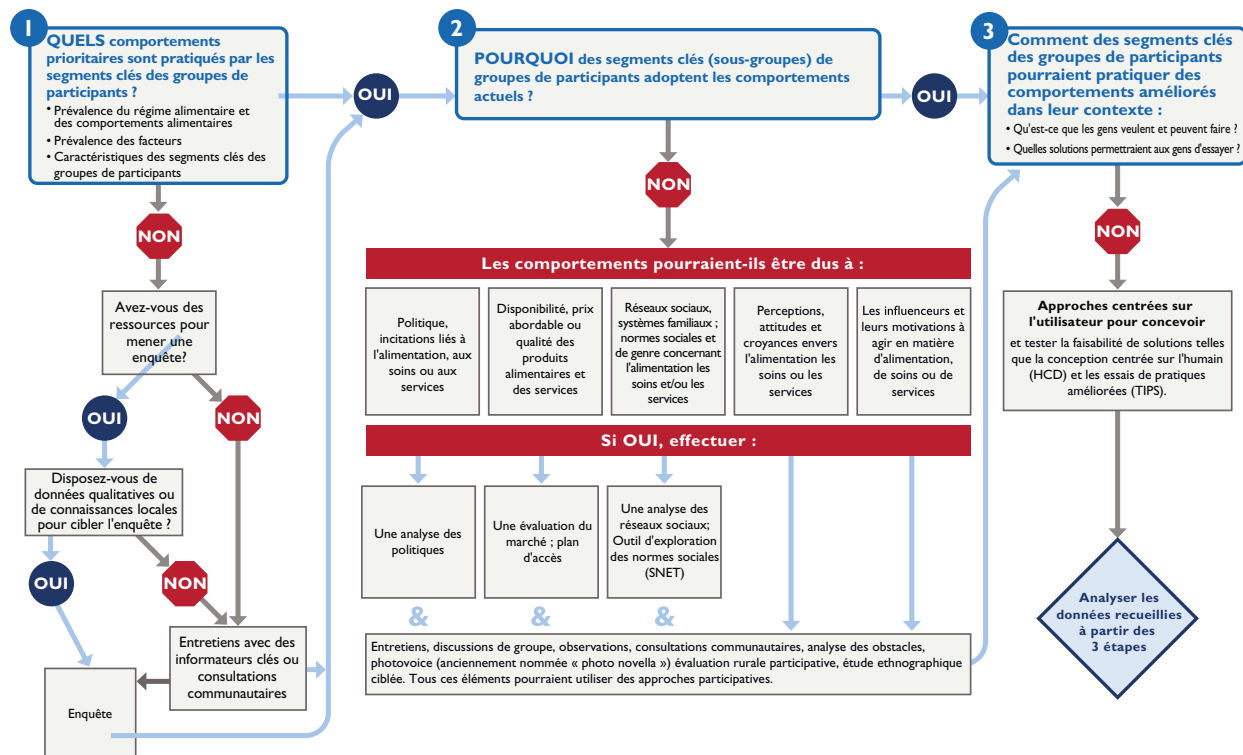 1
QUELS comportements
prioritaires sont pratiqués par les
segments clés des groupes de
participants ?
• Prévalence du régime alimentaire et
des comportements alimentaires
• Prévalence des facteurs
• Caractéristiques des segments clés des
groupes de participants
OUI
2
POURQUOI des segments clés (sous-groupes) de
groupes de participants adoptent les comportements
actuels ?
OUI
3
Comment des segments clés
des groupes de participants
pourraient pratiquer des
comportements améliorés
dans leur contexte :
• Qu'est-ce que les gens veulent et peuvent faire ?
• Quelles solutions permettraient aux gens d'essayer ?
NON
Avez-vous des
ressources pour
mener une
enquête?
OUI
NON
Disposez-vous de
données qualitatives ou
de connaissances locales
pour cibler l'enquête ?
OUI
NON
Entretiens avec des
informateurs clés ou
consultations
communautaires
Enquête
NON
Les comportements pourraient-ils être dus à :
Politique,
incitations liés à
l'alimentation, aux
soins ou aux
services
Disponibilité, prix
abordable ou
qualité des
produits
alimentaires et
des services
Réseaux sociaux,
systèmes familiaux ;
normes sociales et
de genre concernant
l'alimentation les
soins et/ou les
services
Perceptions,
attitudes et
croyances envers
l'alimentation les
soins ou les services
Les influenceurs et
leurs motivations à
agir en matière
d'alimentation,
de soins ou de
services
Si OUI, effectuer :
Une analyse des
politiques
Une évaluation du
marché ; plan
d'accès
Une analyse des
réseaux sociaux;
Outil d'exploration
des normes sociales
(SNET)
&
&
&
Entretiens, discussions de groupe, observations, consultations communautaires, analyse des obstacles,
photovoice (anciennement nommée « photo novella ») évaluation rurale participative, étude ethnographique
ciblée. Tous ces éléments pourraient utiliser des approches participatives.
NON
Approches centrées sur
l'utilisateur pour concevoir
et tester la faisabilité de solutions telles
que la conception centrée sur l'humain
(HCD) et les essais de pratiques
améliorées (TIPS).
Analyser les
données recueillies
à partir des
3 étapes